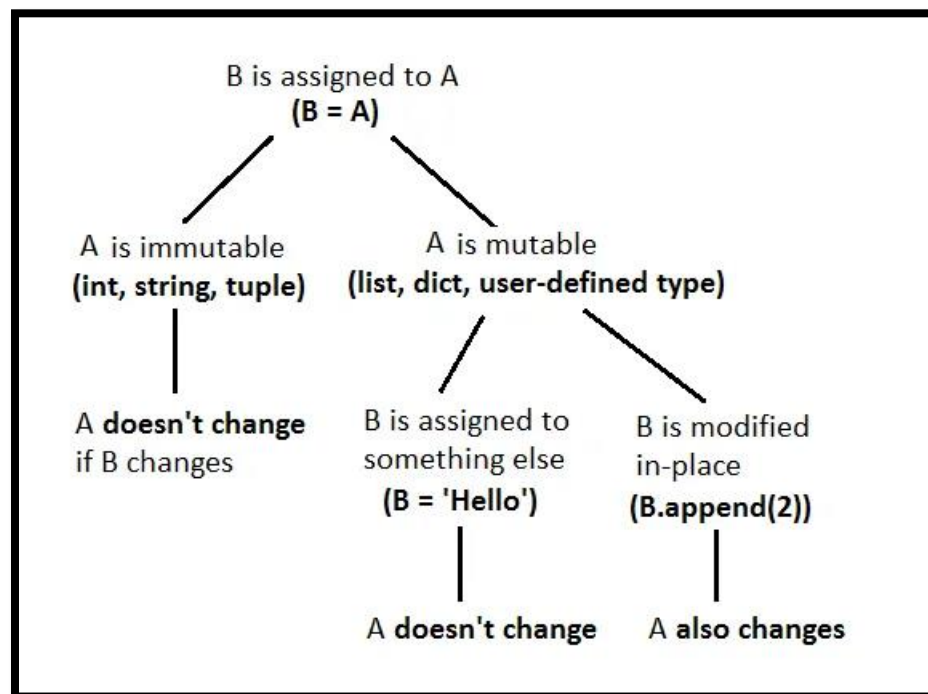 B is assigned to A
(B = A)
A is immutable
(int, string, tuple)
A is mutable
(list, dict, user-defined type)
A doesn't change
if B changes
B is assigned to
something else
(B = 'Hello')
B is modified
in-place
(B.append(2))
A doesn't change
A also changes